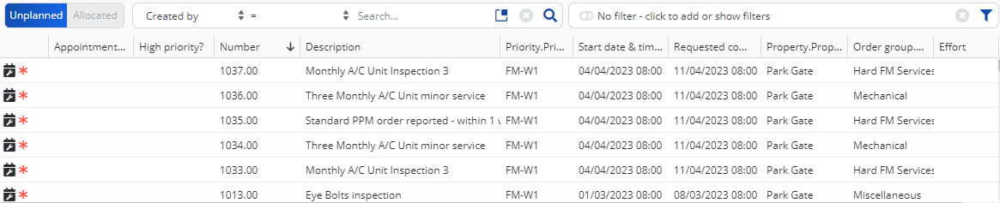 Unplanned Allocated Created by = Search... No filter - click to add or show filters
Appointment... High priority? Number Description Priority.Pri... Start date & tim... Requested co... Property.Prop... Order group.... Effort
1037.00 Monthly A/C Unit Inspection 3 FM-W1 04/04/2023 08:00 11/04/2023 08:00 Park Gate Hard FM Services
1036.00 Three Monthly A/C Unit minor service FM-W1 04/04/2023 08:00 11/04/2023 08:00 Park Gate Mechanical
1035.00 Standard PPM order reported - within 1 w FM-W1 04/04/2023 08:00 11/04/2023 08:00 Park Gate Hard FM Services
1034.00 Three Monthly A/C Unit minor service FM-W1 04/04/2023 08:00 11/04/2023 08:00 Park Gate Mechanical
1033.00 Monthly A/C Unit Inspection 3 FM-W1 04/04/2023 08:00 11/04/2023 08:00 Park Gate Hard FM Services
1013.00 Eye Bolts inspection FM-W1 01/03/2023 08:00 08/03/2023 08:00 Park Gate Miscellaneous